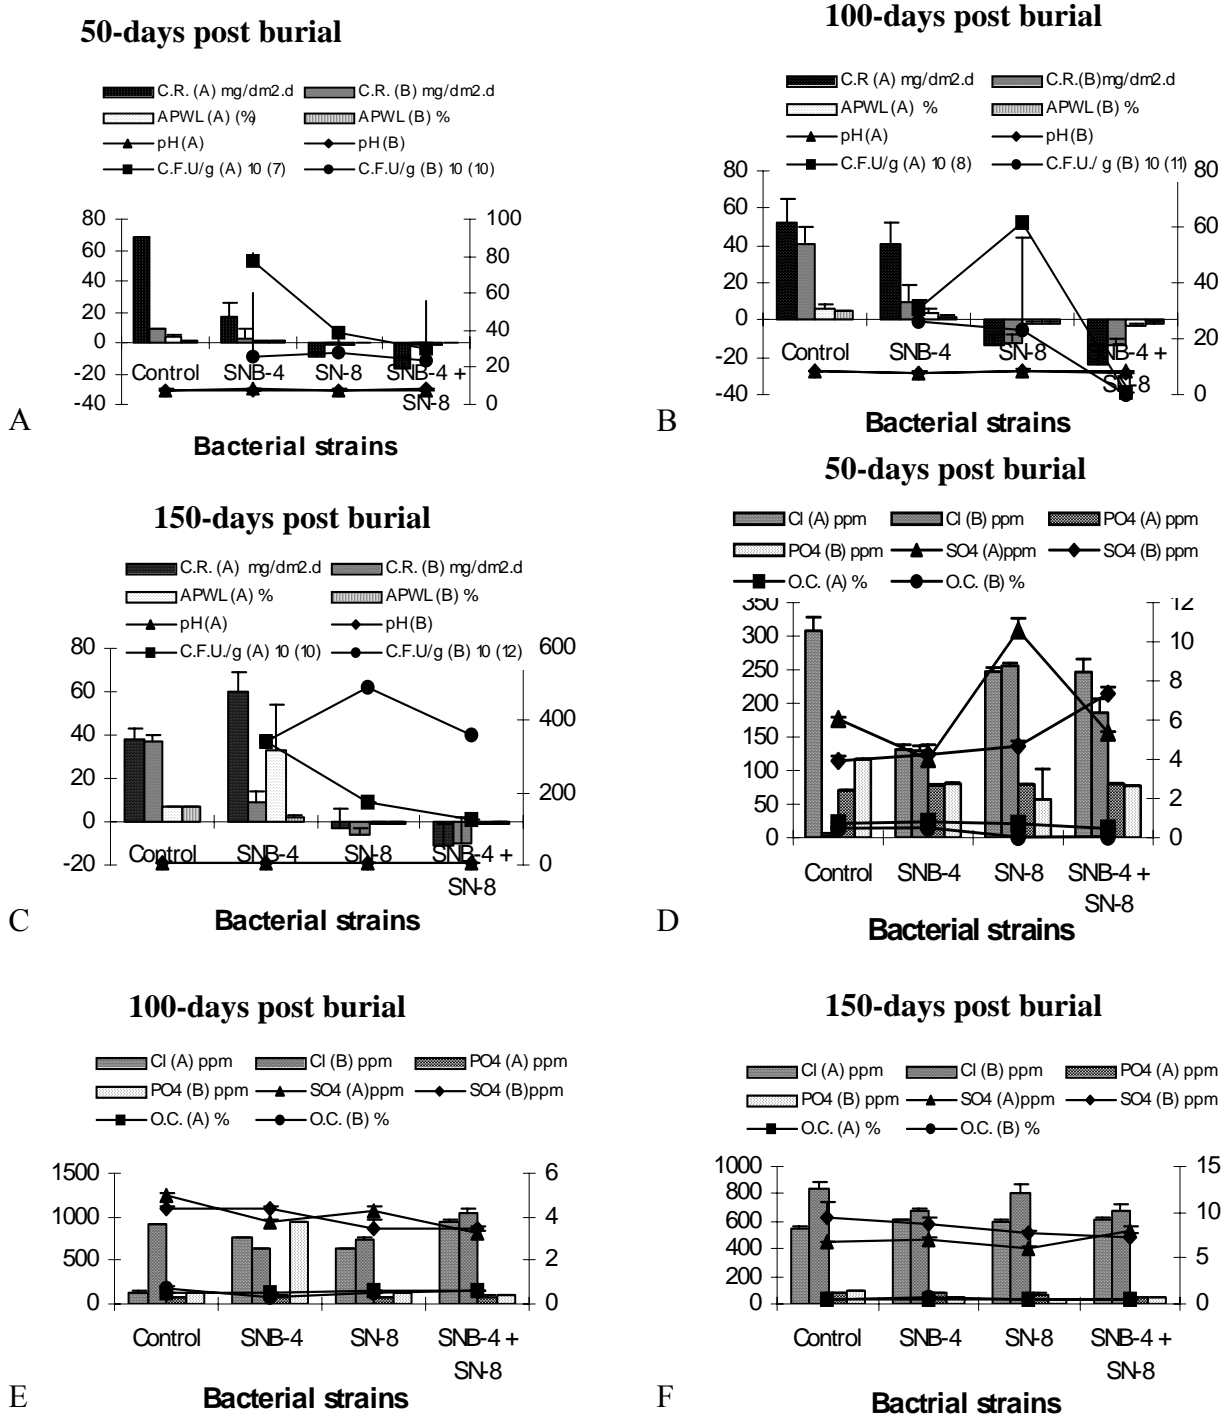 50-days post burial
C.R. (A) mg/dm2.d
C.R. (B) mg/dm2.d
APWL (A) (%)
APWL (B) %
pH(A)
pH(B)
C.F.U/g (A) 10 (7)
C.F.U/g (B) 10 (10)
80
60
40
20
0
-20
-40
100
80
60
40
20
0
Control
SNB-4
SN-8
SNB-4 +
SN-8
A
Bacterial strains
100-days post burial
C.R (A) mg/dm2.d
C.R.(B)mg/dm2.d
APWL (A) %
APWL (B) %
pH(A)
pH(B)
C.F.U/g (A) 10 (8)
C.F.U./ g (B) 10 (11)
80
60
40
20
0
-20
-40
80
60
40
20
0
Control
SNB-4
SN-8
SNB-4 +
SN-8
B
Bacterial strains
150-days post burial
C.R. (A) mg/dm2.d
C.R. (B) mg/dm2.d
APWL (A) %
APWL (B) %
pH(A)
pH(B)
C.F.U./g (A) 10 (10)
C.F.U/g (B) 10 (12)
80
60
40
20
0
-20
600
400
200
0
Control
SNB-4
SN-8
SNB-4 +
SN-8
C
Bacterial strains
50-days post burial
Cl (A) ppm
Cl (B) ppm
PO4 (A) ppm
PO4 (B) ppm
SO4 (A)ppm
SO4 (B) ppm
O.C. (A) %
O.C. (B) %
350
300
250
200
150
100
50
0
12
10
8
6
4
2
0
Control
SNB-4
SN-8
SNB-4 +
SN-8
D
Bacterial strains
100-days post burial
Cl (A) ppm
Cl (B) ppm
PO4 (A) ppm
PO4 (B) ppm
SO4 (A)ppm
SO4 (B)ppm
O.C. (A) %
O.C. (B) %
1500
1000
500
0
6
4
2
0
Control
SNB-4
SN-8
SNB-4 +
SN-8
E
Bacterial strains
150-days post burial
Cl (A) ppm
Cl (B) ppm
PO4 (A) ppm
PO4 (B) ppm
SO4 (A)ppm
SO4 (B) ppm
O.C. (A) %
O.C. (B) %
1000
800
600
400
200
0
15
10
5
0
Control
SNB-4
SN-8
SNB-4 +
SN-8
F
Bactrial strains